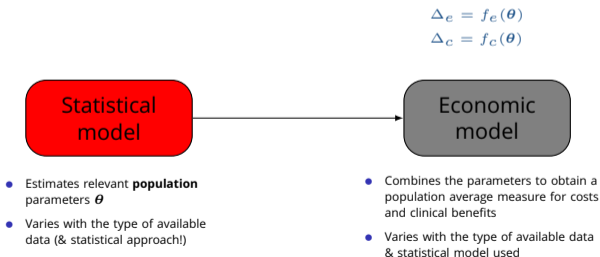 Δe = fe(θ)
Δc = fc(θ)
Statistical
model
Economic
model
Estimates relevant population
parameters θ
Varies with the type of available
data (& statistical approach!)
Combines the parameters to obtain a
population average measure for costs
and clinical benefits
Varies with the type of available data
& statistical model used